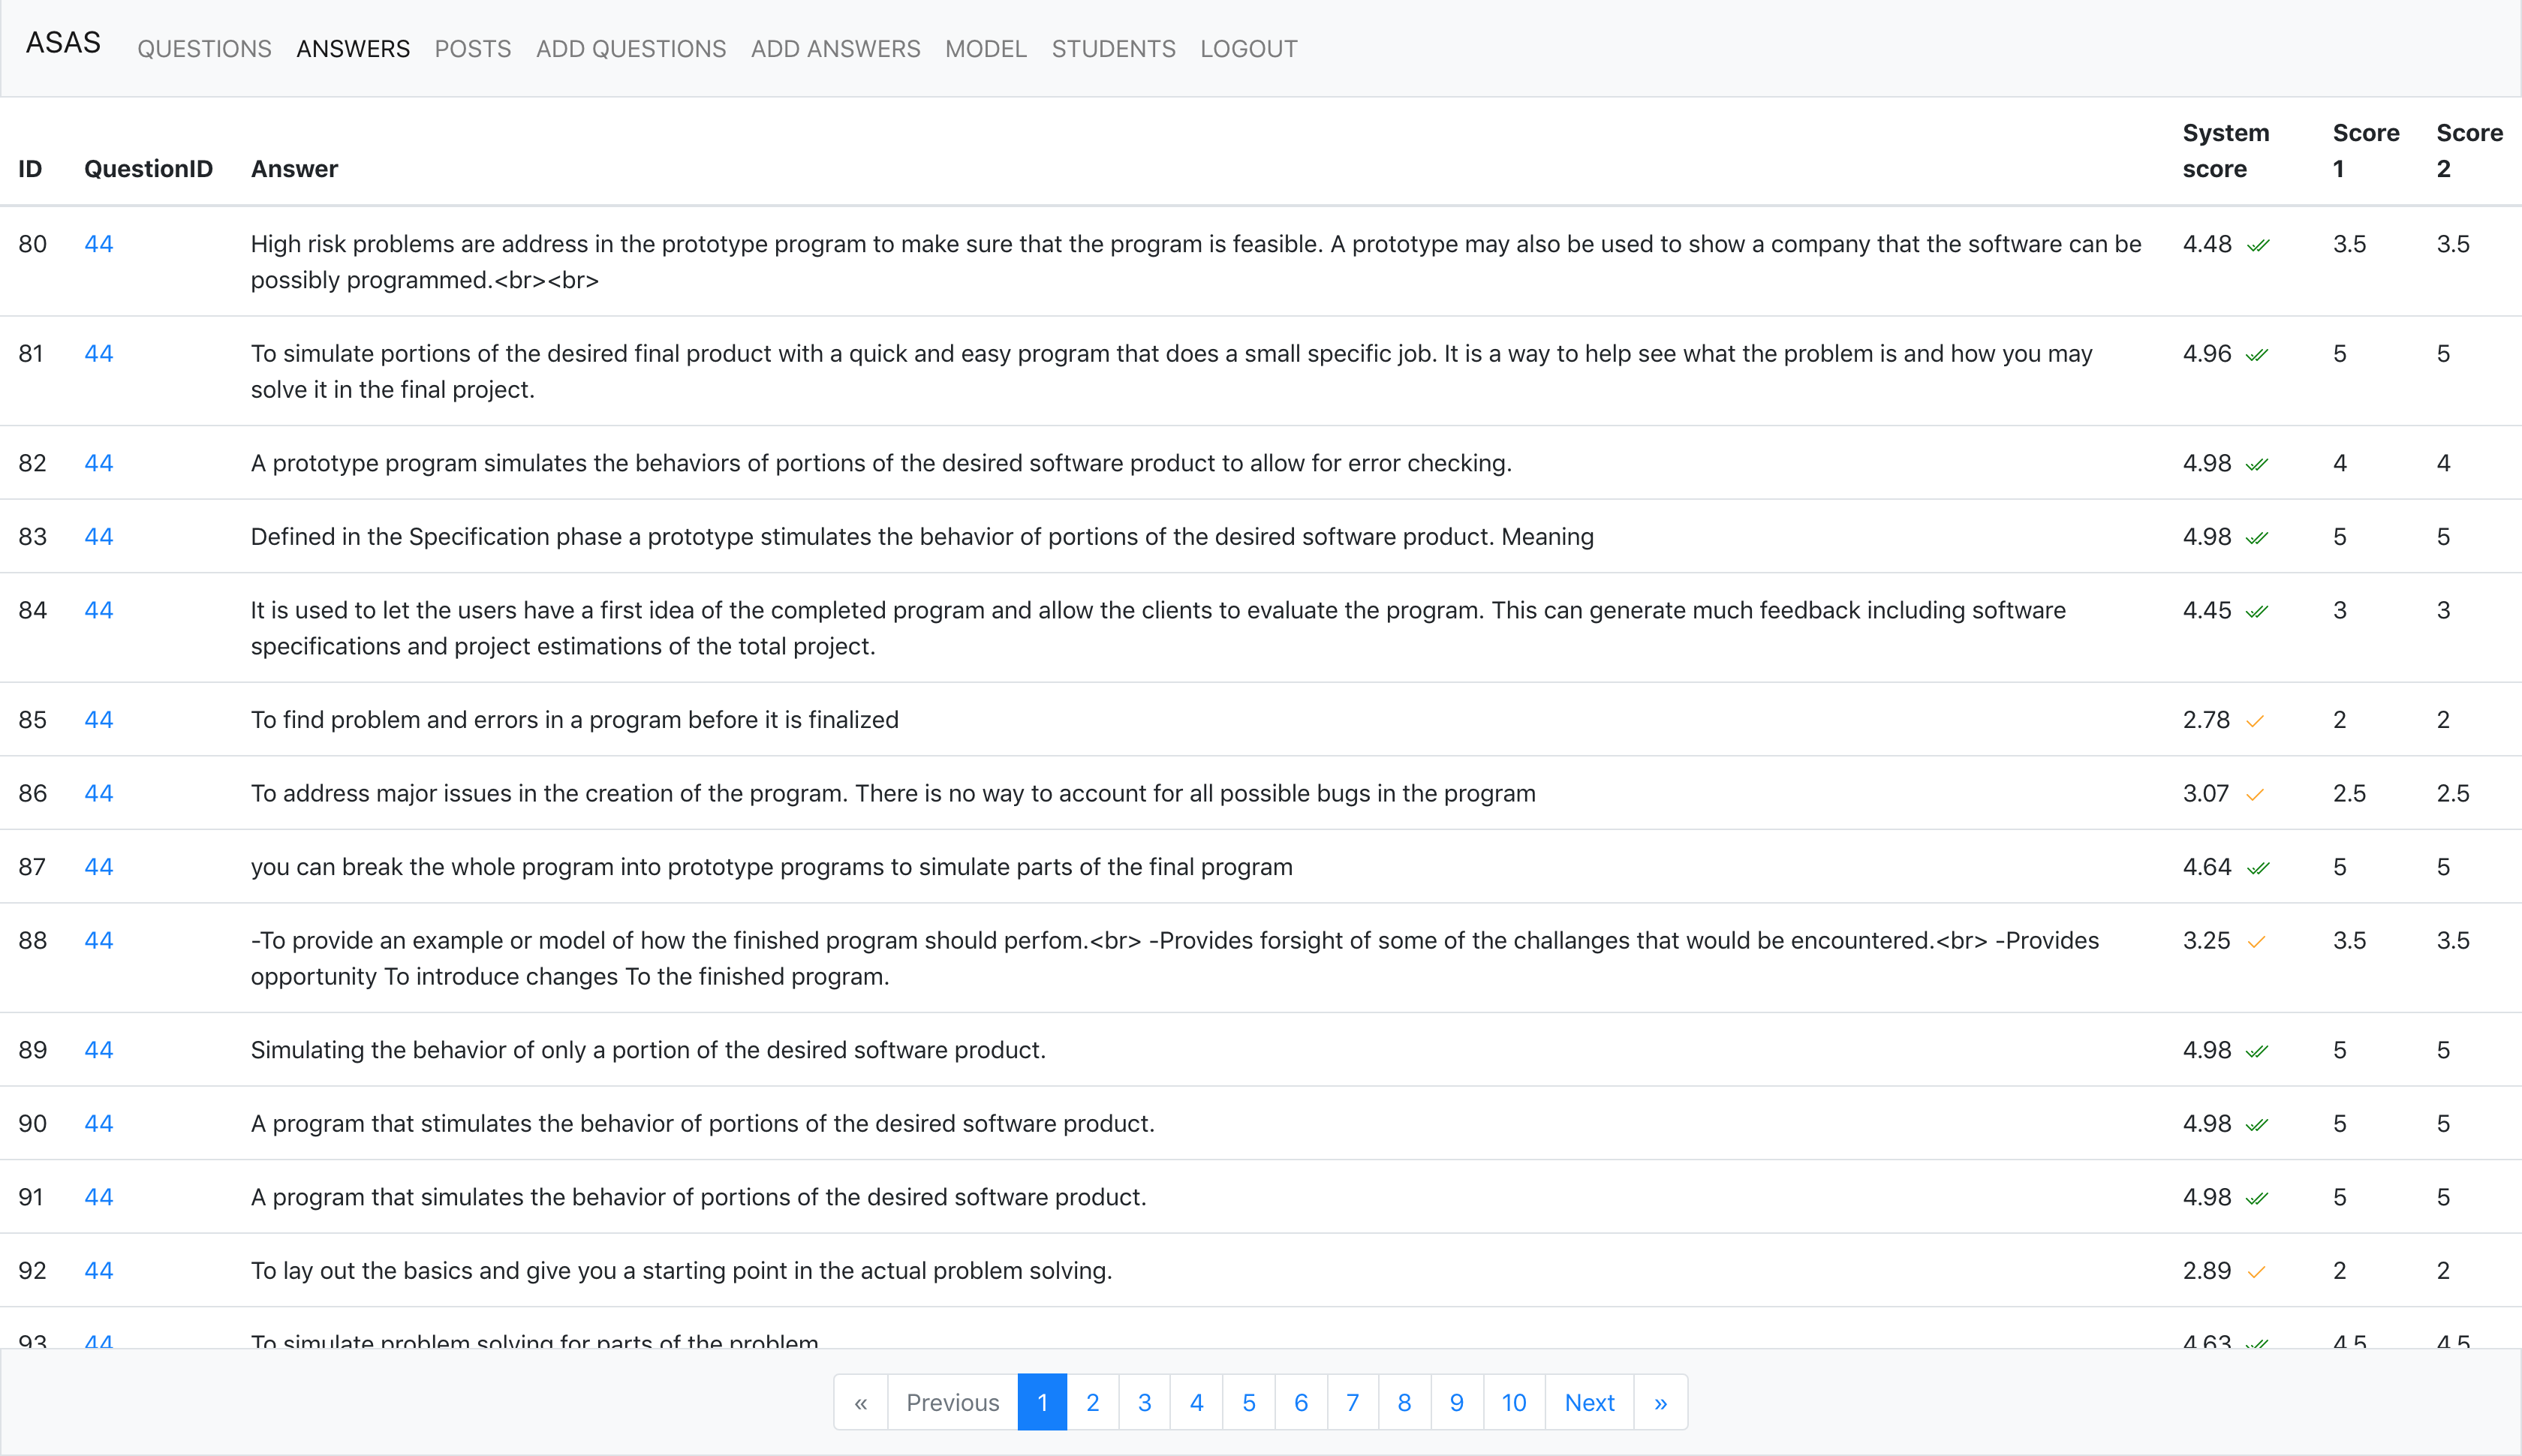 ASAS QUESTIONS ANSWERS POSTS ADD QUESTIONS ADD ANSWERS MODEL STUDENTS LOGOUT
ID QuestionID Answer System score Score 1 Score 2
80 44 High risk problems are address in the prototype program to make sure that the program is feasible. A prototype may also be used to show a company that the software can be 4.48 3.5 3.5
possibly programmed.<br><br>
81 44 To simulate portions of the desired final product with a quick and easy program that does a small specific job. It is a way to help see what the problem is and how you may 4.96 5 5
solve it in the final project.
82 44 A prototype program simulates the behaviors of portions of the desired software product to allow for error checking. 4.98 4 4
83 44 Defined in the Specification phase a prototype stimulates the behavior of portions of the desired software product. Meaning 4.98 5 5
84 44 It is used to let the users have a first idea of the completed program and allow the clients to evaluate the program. This can generate much feedback including software 4.45 3 3
specifications and project estimations of the total project.
85 44 To find problem and errors in a program before it is finalized 2.78 2 2
86 44 To address major issues in the creation of the program. There is no way to account for all possible bugs in the program 3.07 2.5 2.5
87 44 you can break the whole program into prototype programs to simulate parts of the final program 4.64 5 5
88 44 -To provide an example or model of how the finished program should perfom.<br> -Provides forsight of some of the challanges that would be encountered.<br> -Provides 3.25 3.5 3.5
opportunity To introduce changes To the finished program.
89 44 Simulating the behavior of only a portion of the desired software product. 4.98 5 5
90 44 A program that stimulates the behavior of portions of the desired software product. 4.98 5 5
91 44 A program that simulates the behavior of portions of the desired software product. 4.98 5 5
92 44 To lay out the basics and give you a starting point in the actual problem solving. 2.89 2 2
93 44 To simulate problem solving for parts of the problem 4.63 4.5 4.5
« Previous 1 2 3 4 5 6 7 8 9 10 Next »